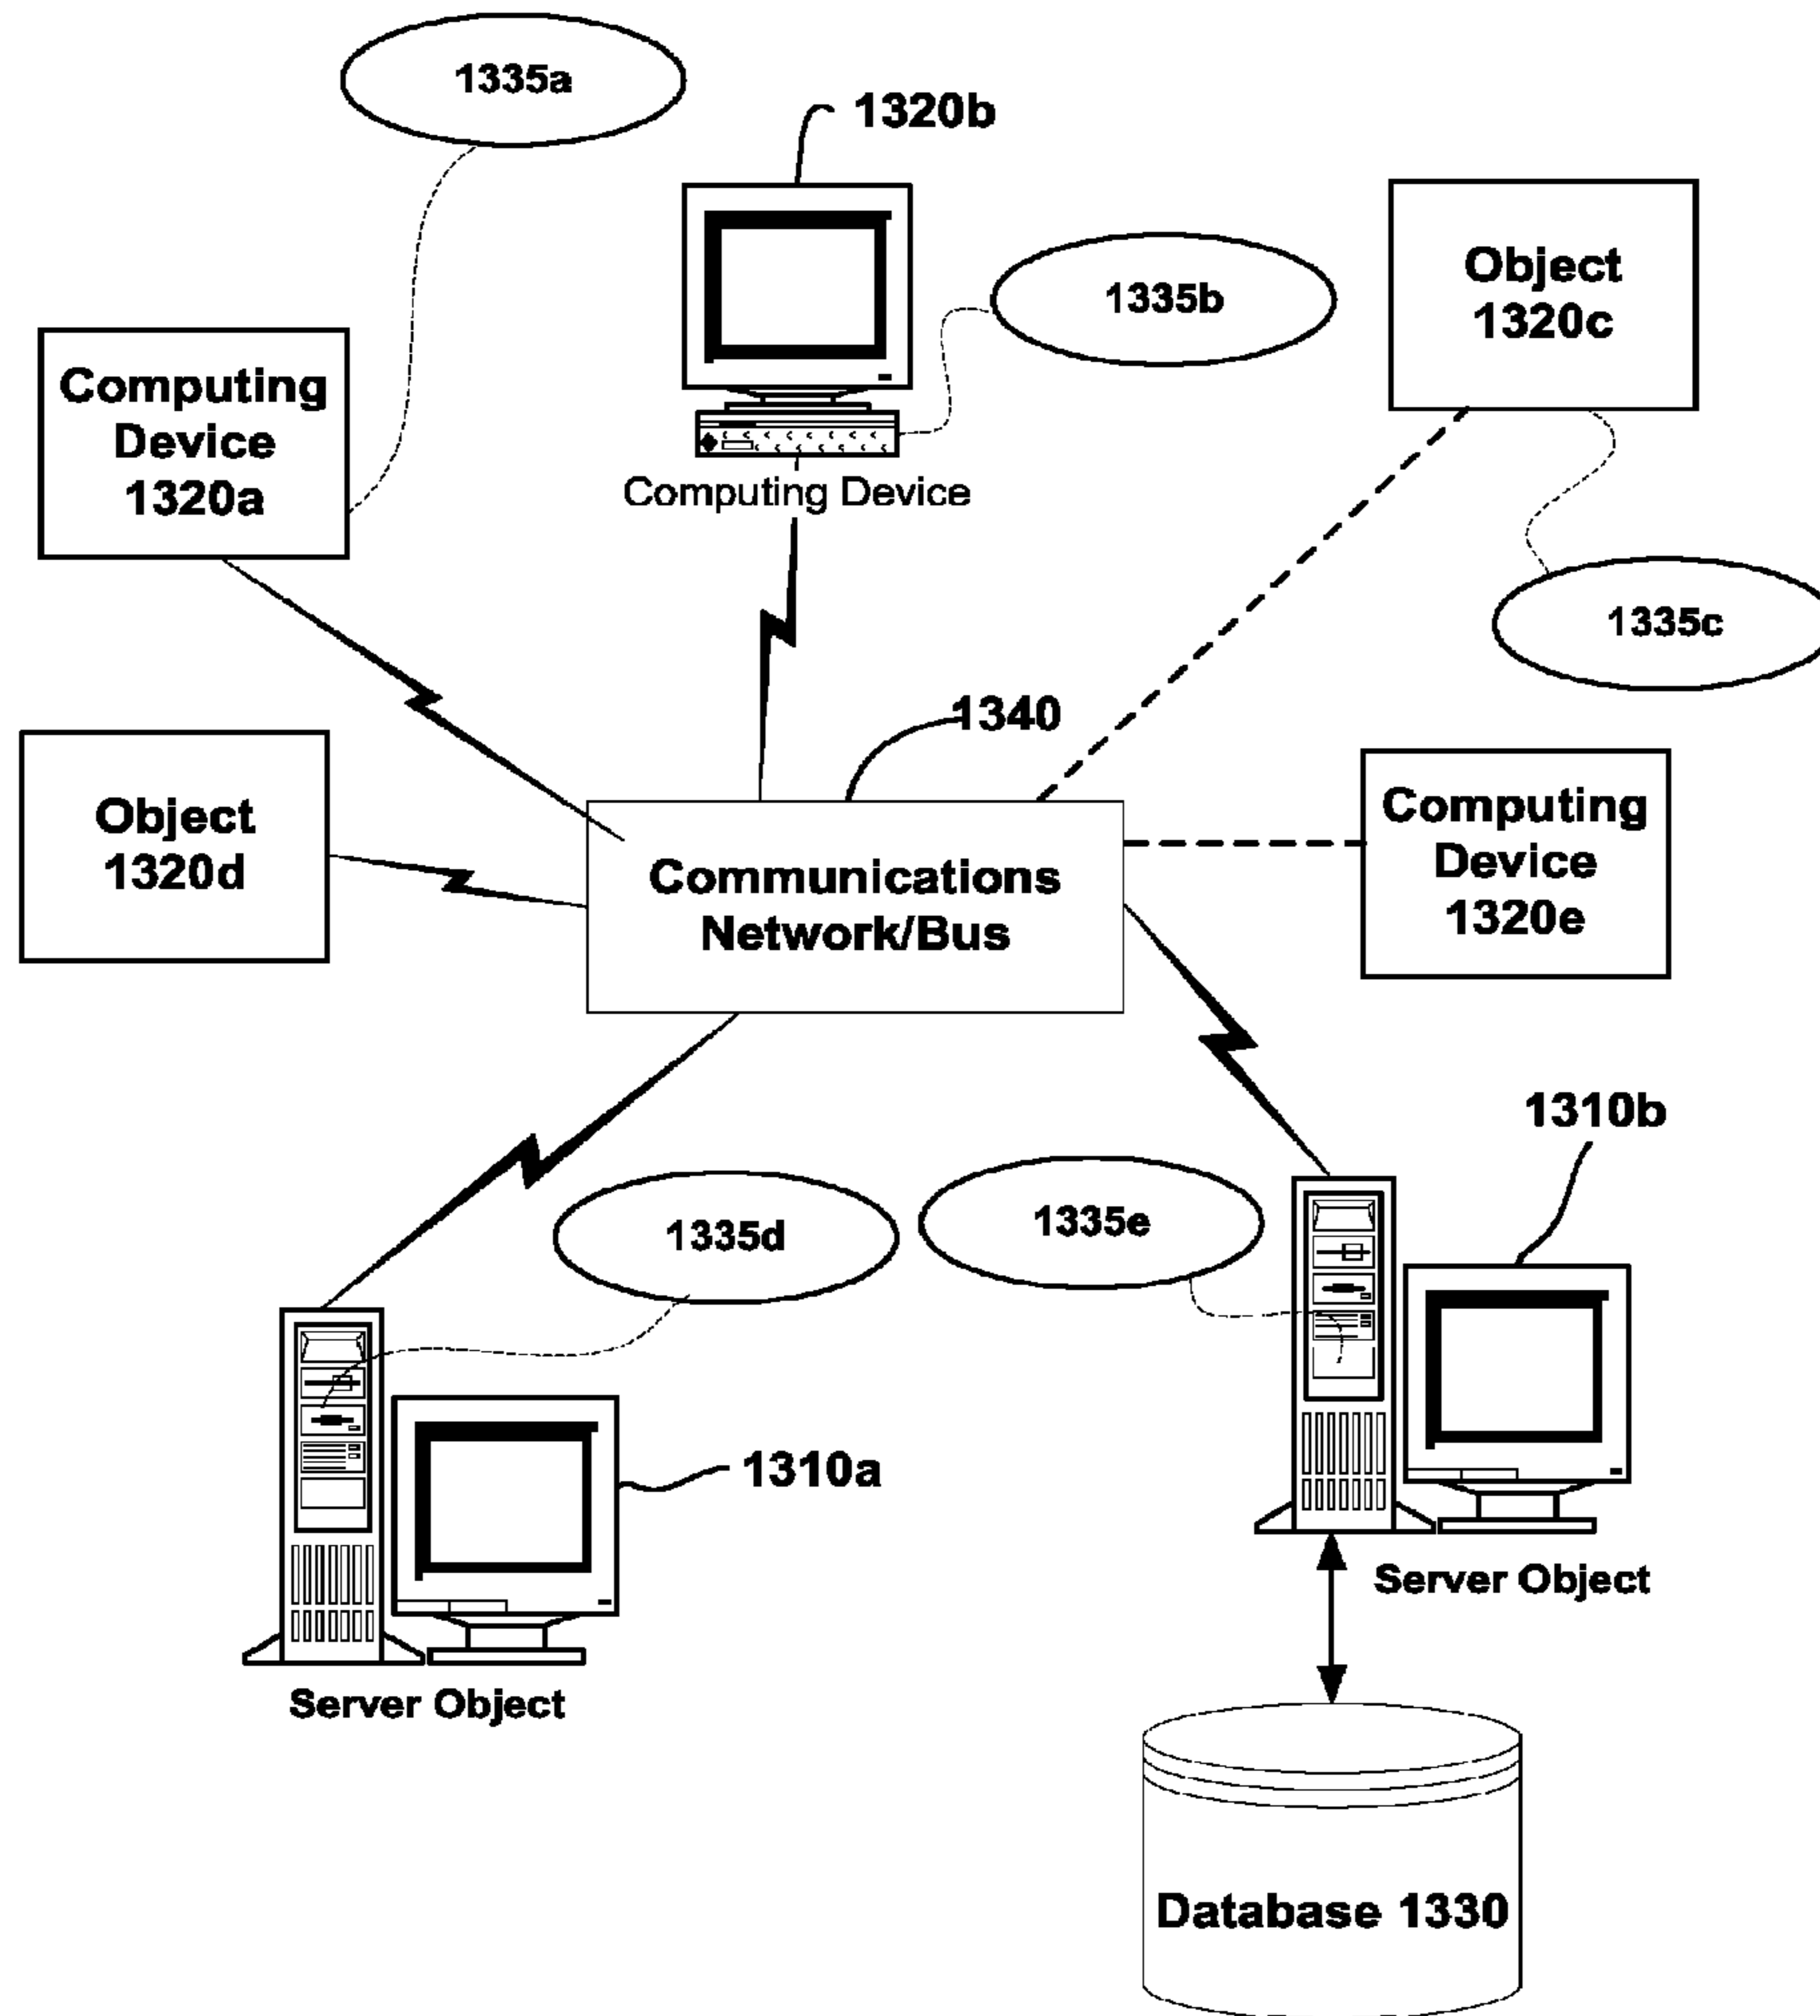 1335a
1320b
1335b
Object
1320c
Computing
Device
1320a
Computing Device
1335c
1340
Object
1320d
Computing
Device
1320e
Communications
Network/Bus
1310b
1335d
1335e
1310a
Server Object
Server Object
Database 1330